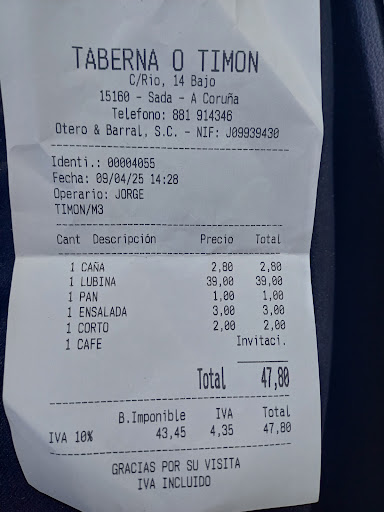 TABERNA O TIMON
C/Rio, 14 Bajo
15160 - Sada - A Coruña
Telefono: 881 914346
Otero & Barral, S.C. - NIF: J09939430
Identi.: 00004055
Fecha: 09/04/25 14:28
Operario: JORGE
TIMON/M3
Cant Descripción Precio Total
1 CAÑA 2,80 2,80
1 LUBINA 39,00 39,00
1 PAN 1,00 1,00
1 ENSALADA 3,00 3,00
1 CORTO 2,00 2,00
1 CAFE Invitaci.
Total 47,80
B.Imponible IVA Total
IVA 10% 43,45 4,35 47,80
GRACIAS POR SU VISITA
IVA INCLUIDO